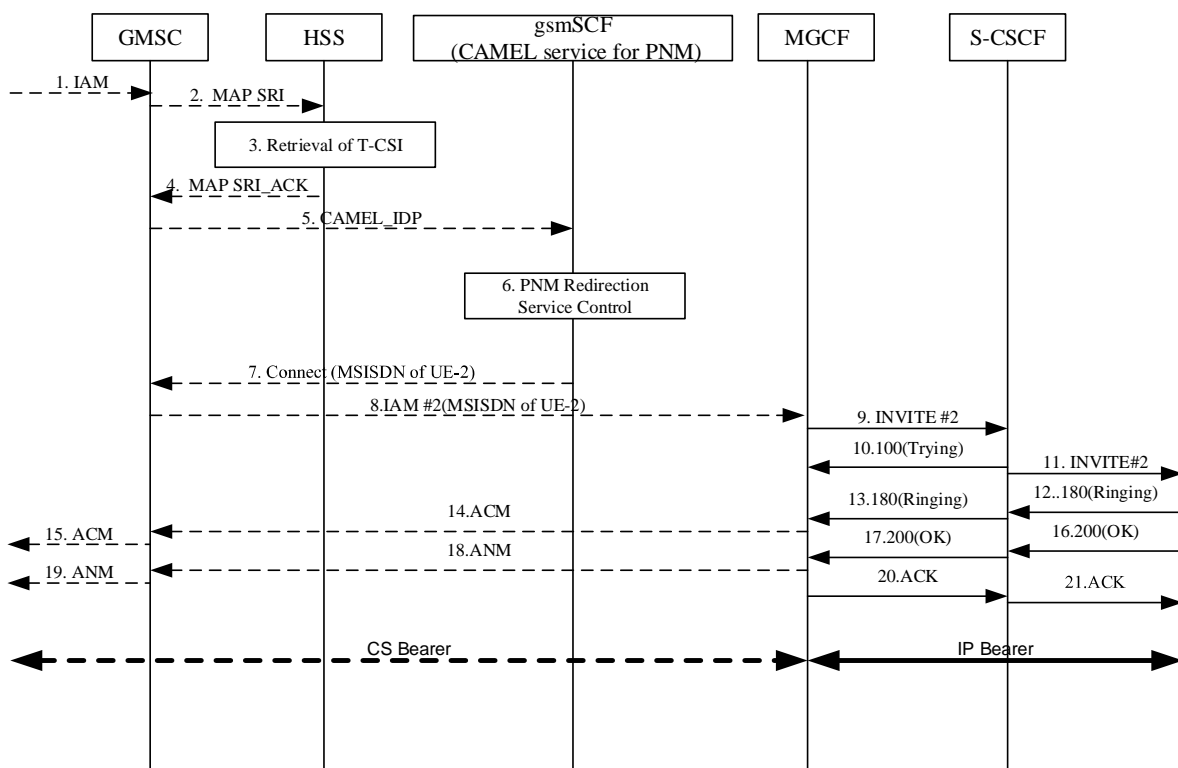 GMSC
HSS
gsmSCF
(CAMEL service for PNM)
MGCF
S-CSCF
1. IAM
2. MAP SRI
3. Retrieval of T-CSI
4. MAP SRI_ACK
5. CAMEL_IDP
6. PNM Redirection
Service Control
7. Connect (MSISDN of UE-2)
8.IAM #2(MSISDN of UE-2)
9. INVITE #2
10.100(Trying)
11. INVITE#2
12..180(Ringing)
13.180(Ringing)
14.ACM
15. ACM
16.200(OK)
17.200(OK)
18.ANM
19. ANM
20.ACK
21.ACK
CS Bearer
IP Bearer